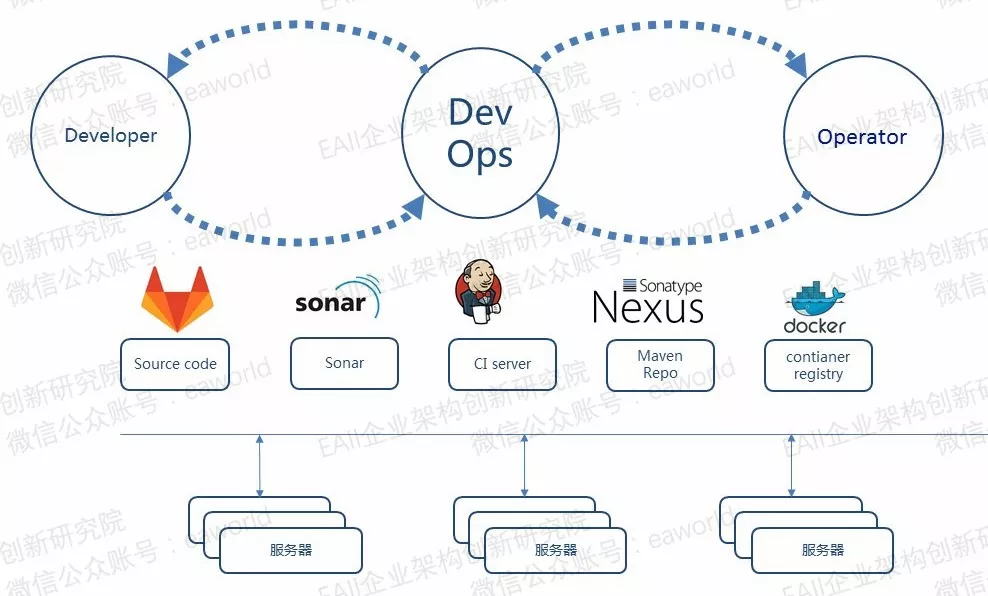 Developer
Dev
Ops
Operator
sonar
Sonatype
Nexus
docker
Source code
Sonar
CI server
Maven
Repo
contianer
registry
服务器
服务器
服务器
EAII企业架构创新研究院
微信公众账号：eaworld